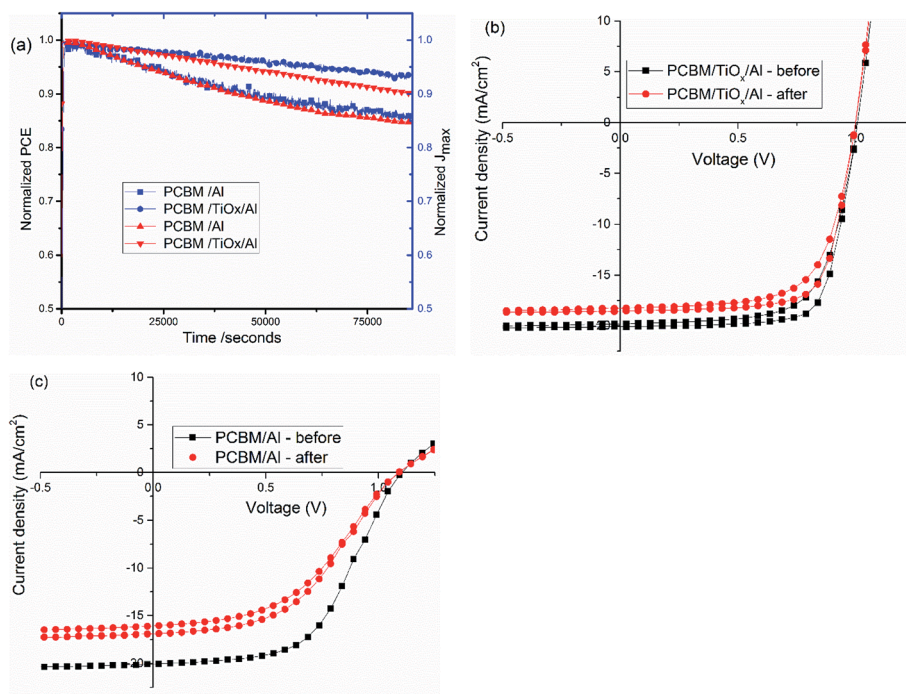 (a)
Normalized PCE
1.0
0.9
0.8
0.7
0.6
0.5
PCBM /Al
PCBM /TiOx/Al
PCBM /Al
PCBM /TiOx/Al
0
25000
50000
75000
Time /seconds
1.0
0.9
0.8
0.7
0.6
0.5
Normalized Jmax
(b)
Current density (mA/cm2)
10
5
0
-5
-10
-15
PCBM/TiOx/Al - before
PCBM/TiOx/Al - after
-0.5
0.0
0.5
1.0
Voltage (V)
(c)
Current density (mA/cm2)
10
5
0
-5
-10
-15
-20
PCBM/Al - before
PCBM/Al - after
-0.5
0.0
0.5
1.0
Voltage (V)